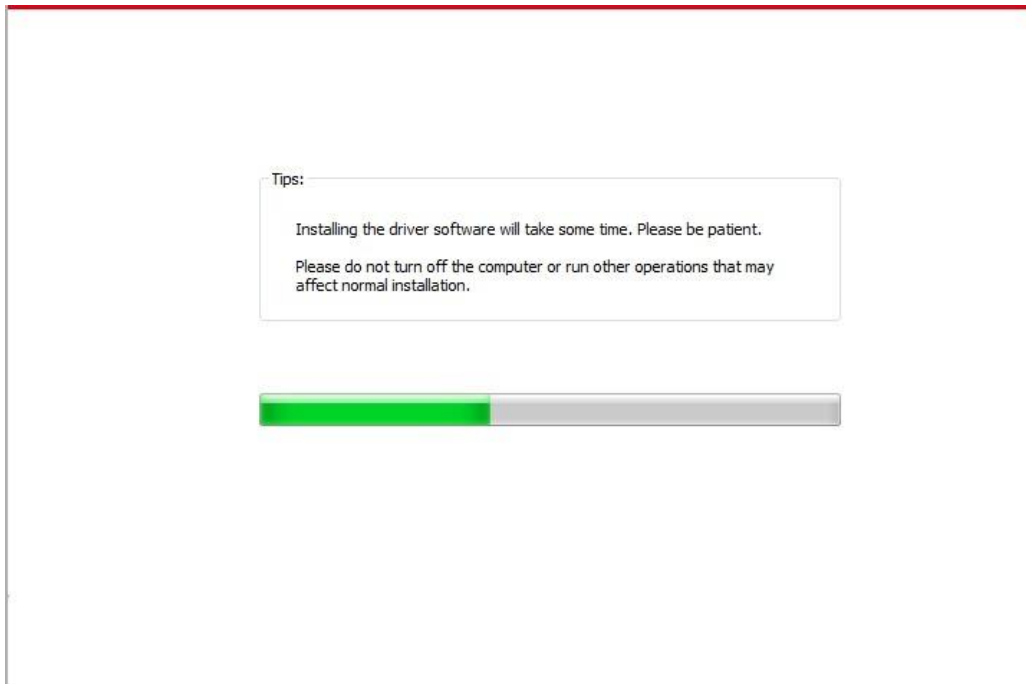 Tips:
Installing the driver software will take some time. Please be patient.
Please do not turn off the computer or run other operations that may
affect normal installation.